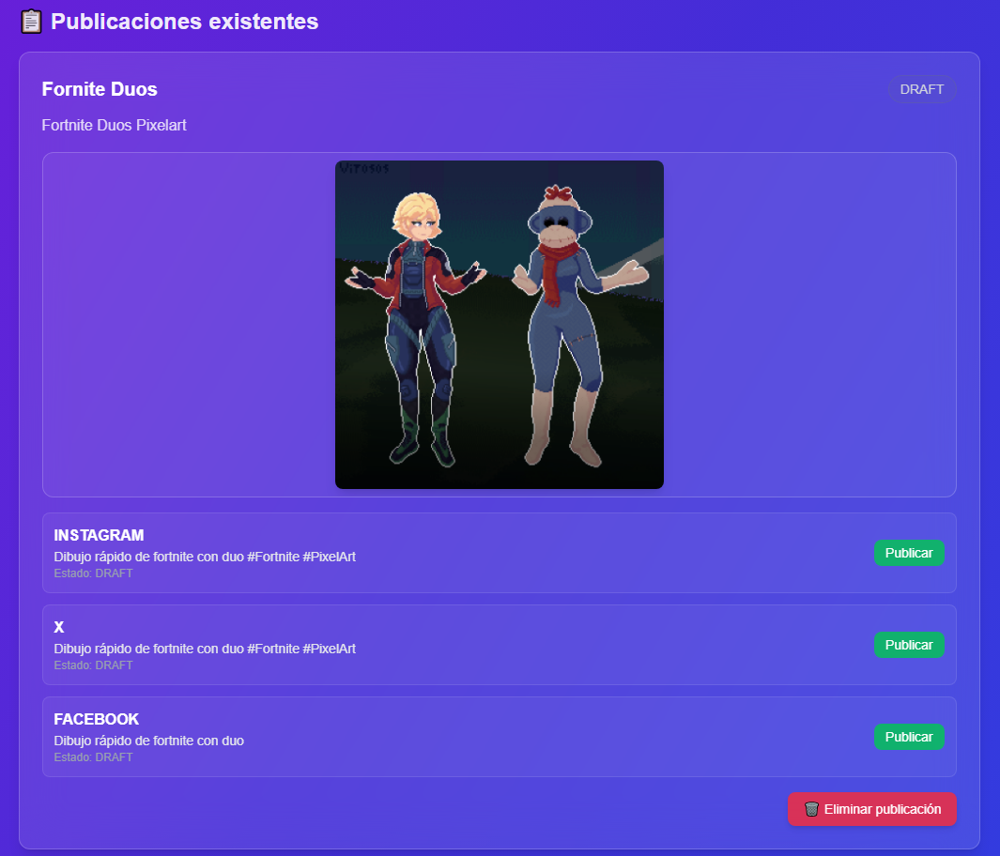 Publicaciones existentes
Fornite Duos
DRAFT
Fortnite Duos Pixelart
Vitosos
INSTAGRAM
Dibujo rápido de fortnite con duo #Fortnite #PixelArt
Estado: DRAFT
Publicar
X
Dibujo rápido de fortnite con duo #Fortnite #PixelArt
Estado: DRAFT
Publicar
FACEBOOK
Dibujo rápido de fortnite con duo
Estado: DRAFT
Publicar
Eliminar publicación